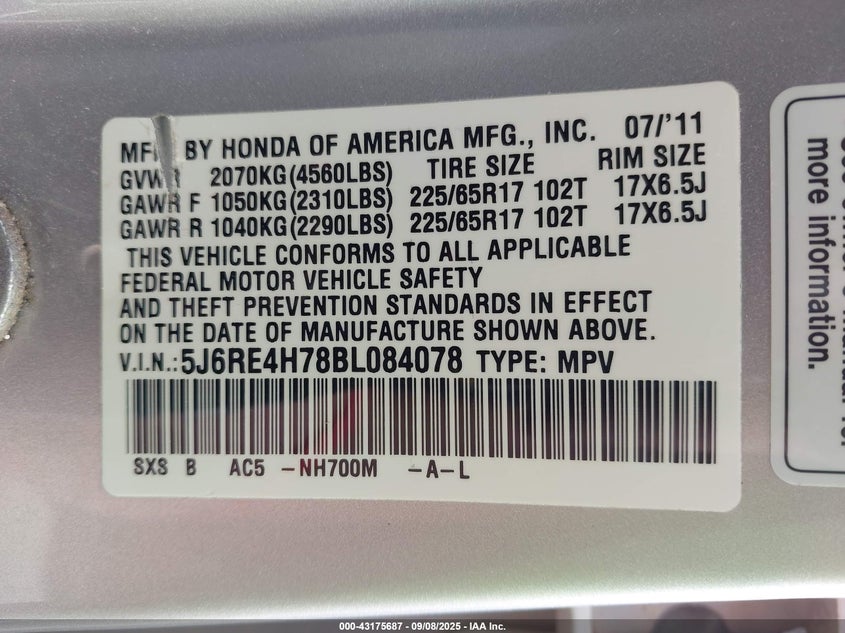 MFD BY HONDA OF AMERICA MFG., INC. 07/'11
GVWR 2070KG(4560LBS) TIRE SIZE RIM SIZE
GAWR F 1050KG(2310LBS) 225/65R17 102T 17X6.5J
GAWR R 1040KG(2290LBS) 225/65R17 102T 17X6.5J
THIS VEHICLE CONFORMS TO ALL APPLICABLE
FEDERAL MOTOR VEHICLE SAFETY
AND THEFT PREVENTION STANDARDS IN EFFECT
ON THE DATE OF MANUFACTURE SHOWN ABOVE.
V.I.N.: 5J6RE4H78BL084078 TYPE: MPV
SXS B AC5 -NH700M -A-L
more information.
000-43175687 - 09/08/2025 - IAA Inc.